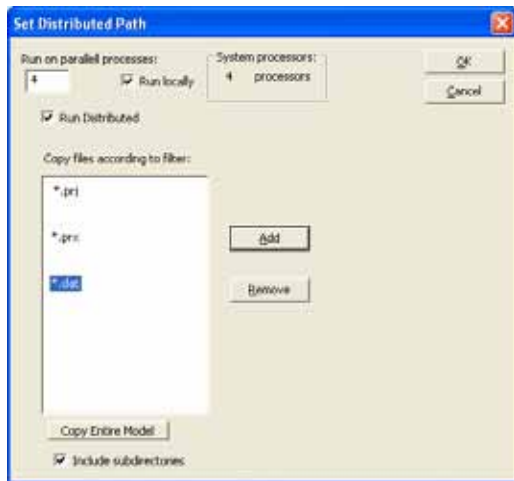 Set Distributed Path
Run on parallel processes:
4
Run locally
System processors:
4 processors
OK
Cancel
Run Distributed
Copy files according to filter:
*.prj
*.prx
*.dat
Add
Remove
Copy Entire Model
Include subdirectories